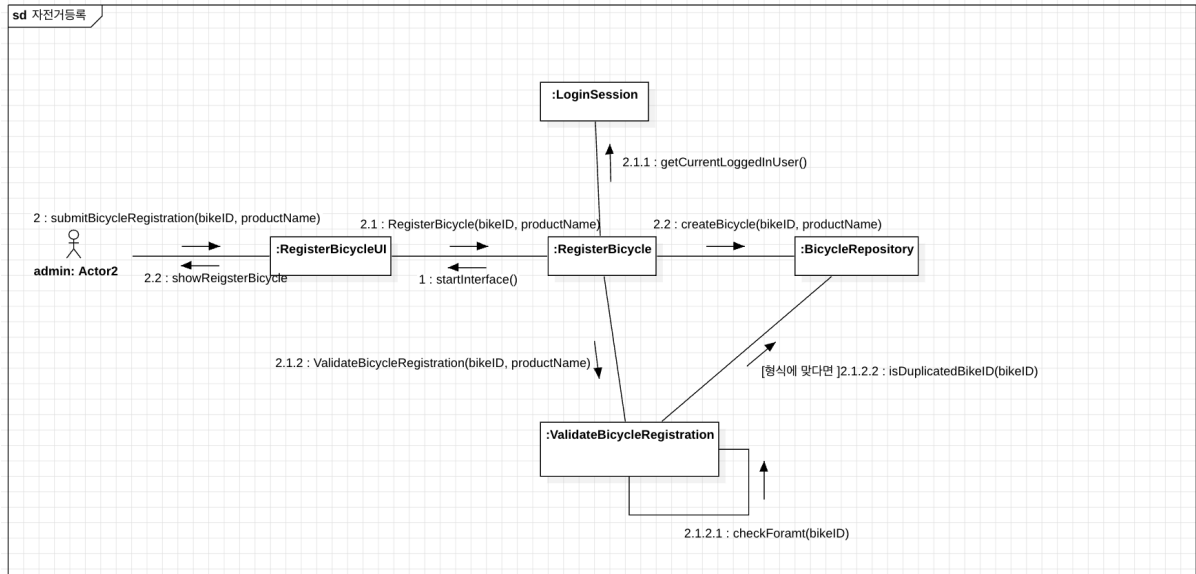 sd 자전거등록
:LoginSession
2.1.1 : getCurrentLoggedInUser()
2 : submitBicycleRegistration(bikeID, productName)
2.1 : RegisterBicycle(bikeID, productName)
2.2 : createBicycle(bikeID, productName)
:RegisterBicycleUI
:RegisterBicycle
:BicycleRepository
admin: Actor2
2.2 : showReigsterBicycle
1 : startInterface()
2.1.2 : ValidateBicycleRegistration(bikeID, productName)
[형식에 맞다면 ]2.1.2.2 : isDuplicatedBikeID(bikeID)
:ValidateBicycleRegistration
2.1.2.1 : checkForamt(bikeID)